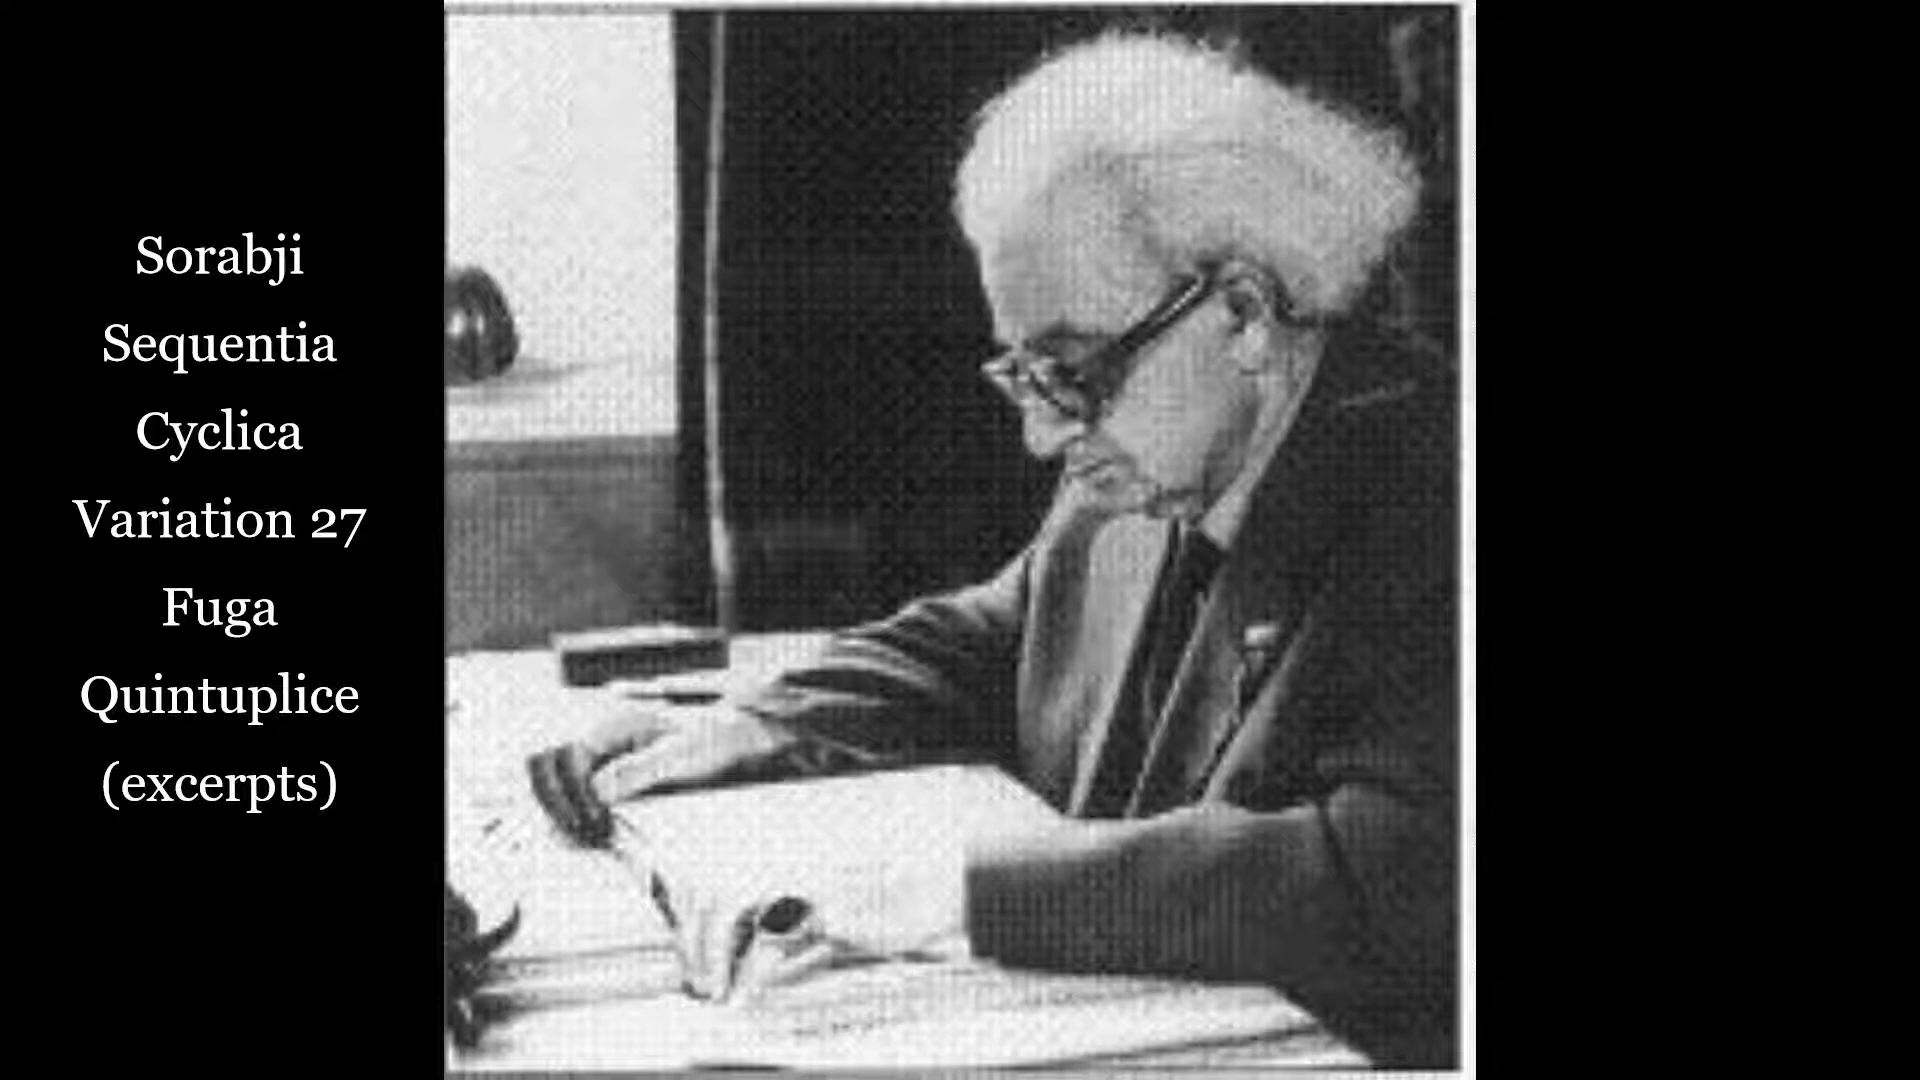 Sorabji
Sequentia
Cyclica
Variation 27
Fuga
Quintuplice
(excerpts)